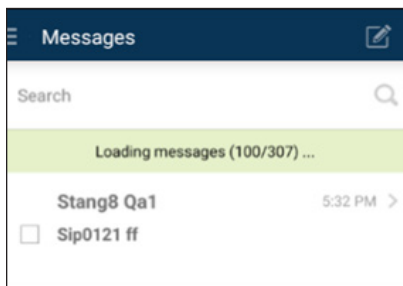 Messages
Search
Loading messages (100/307) ...
Stang8 Qa1 5:32 PM
Sip0121 ff